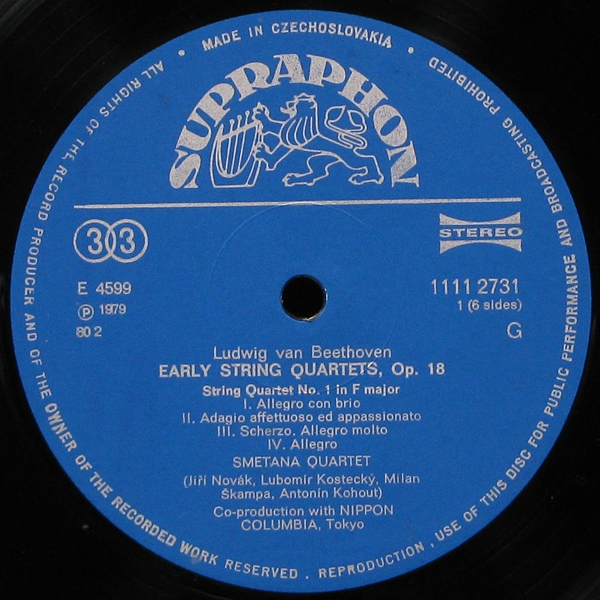 MADE IN CZECHOSLOVAKIA
ALL RIGHTS OF THE RECORD PRODUCER AND OF THE OWNER OF THE RECORDED WORK RESERVED . REPRODUCTION , USE OF THIS DISC FOR PUBLIC PERFORMANCE AND BROADCASTING PROHIBITED
SUPRAPHON
33
STEREO
E 4599
1111 2731
Ⓟ 1979
1 (6 sides)
80 2
G
Ludwig van Beethoven
EARLY STRING QUARTETS, Op. 18
String Quartet No. 1 in F major
I. Allegro con brio
II. Adagio affettuoso ed appassionato
III. Scherzo. Allegro molto
IV. Allegro
SMETANA QUARTET
(Jiří Novák, Lubomír Kostecký, Milan
Škampa, Antonín Kohout)
Co-production with NIPPON
COLUMBIA, Tokyo